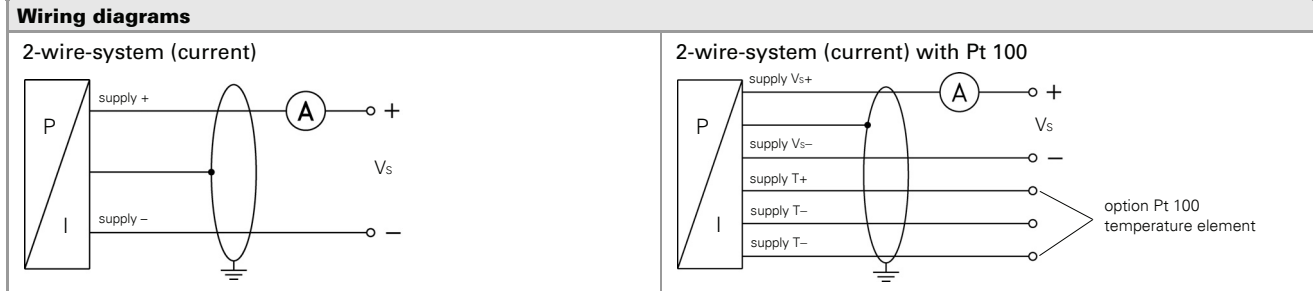 Wiring diagrams
2-wire-system (current)
P
I
supply +
supply –
A
+
Vs
–
2-wire-system (current) with Pt 100
P
I
supply Vs+
supply Vs–
supply T+
supply T–
supply T–
A
+
Vs
–
option Pt 100
temperature element